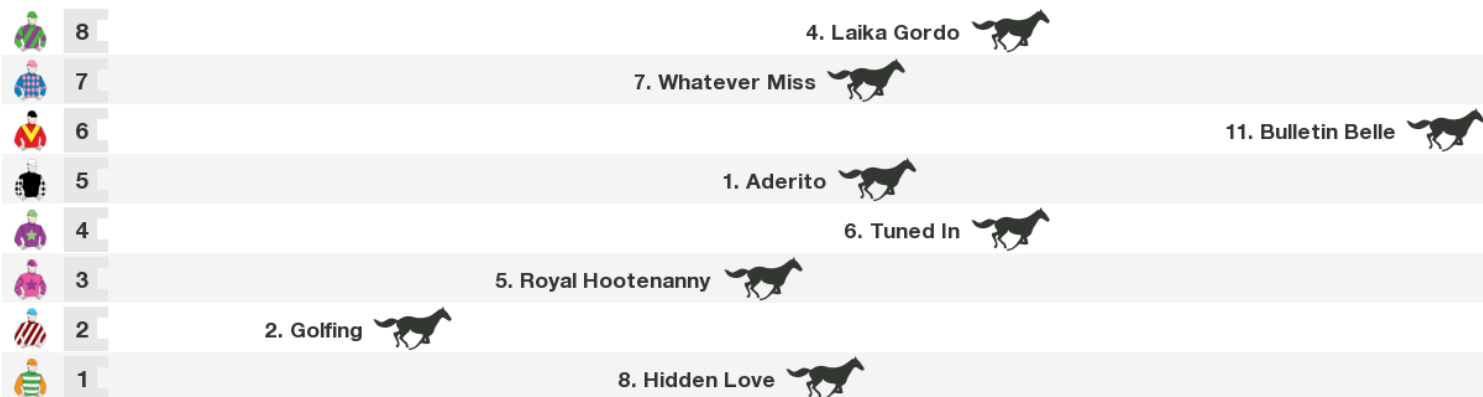 8 4. Laika Gordo
7 7. Whatever Miss
6 11. Bulletin Belle
5 1. Aderito
4 6. Tuned In
3 5. Royal Hootenanny
2 2. Golfing
1 8. Hidden Love